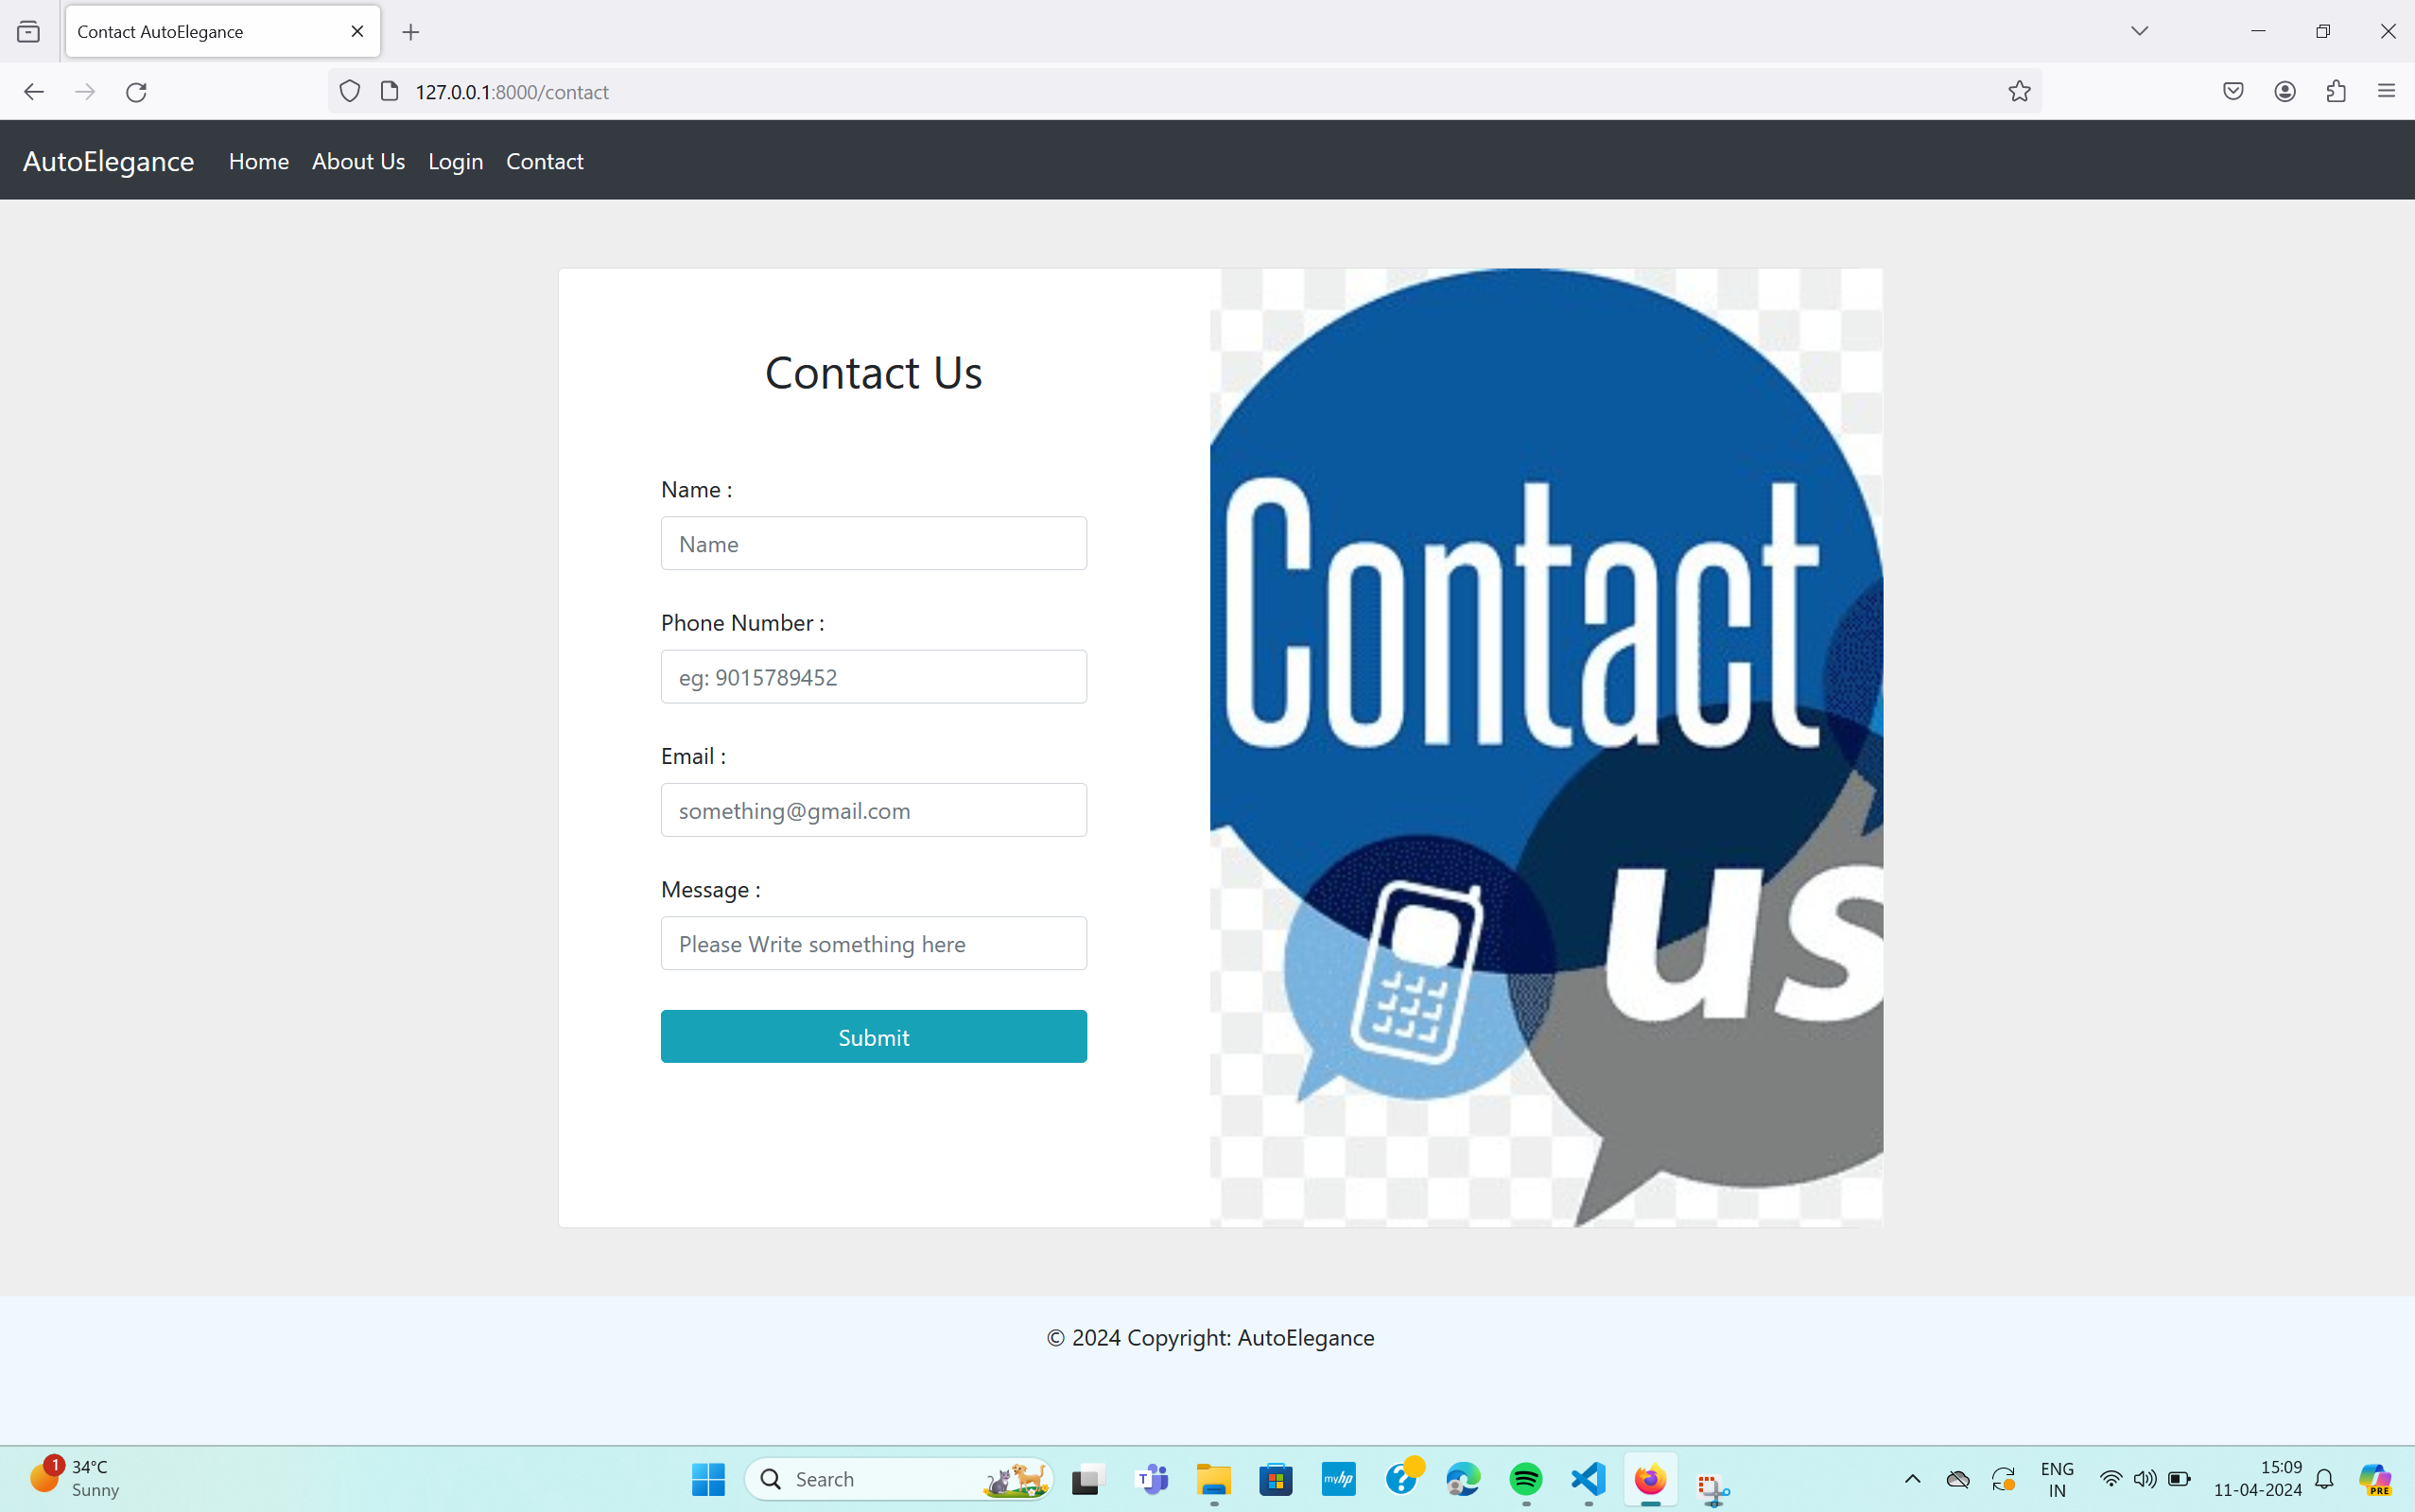 Contact AutoElegance
127.0.0.1:8000/contact
AutoElegance Home About Us Login Contact
Contact Us
Name :
Name
Phone Number :
eg: 9015789452
Email :
something@gmail.com
Message :
Please Write something here
Submit
Contact
us
© 2024 Copyright: AutoElegance
1
34°C
Sunny
Search
T
myhp
?
ENG
IN
15:09
11-04-2024
PRE